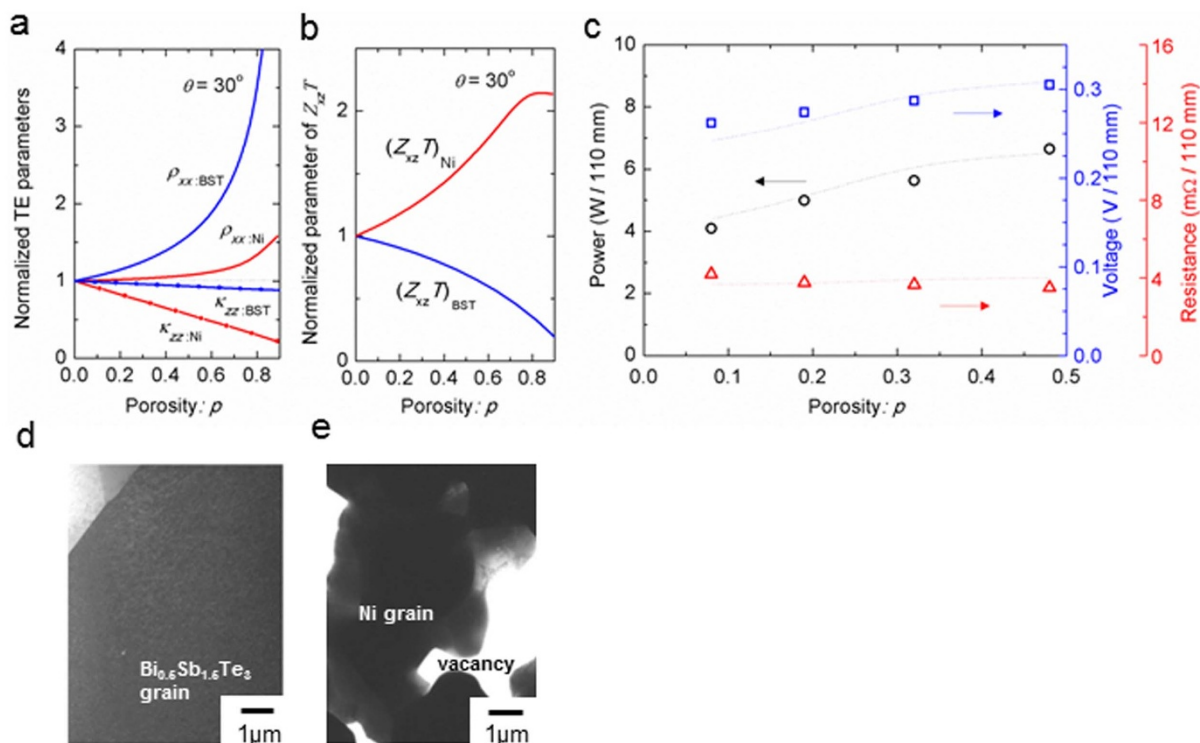 a
Normalized TE parameters
4
3
2
1
0
θ = 30°
ρxx:BST
ρxx:Ni
κzz:BST
κzz:Ni
0.0 0.2 0.4 0.6 0.8
Porosity: p
b
Normalized parameter of ZxzT
2
1
0
θ = 30°
(ZxzT)Ni
(ZxzT)BST
0.0 0.2 0.4 0.6 0.8
Porosity: p
c
Power (W / 110 mm)
10
8
6
4
2
0
0.0 0.1 0.2 0.3 0.4 0.5
Porosity: p
0.3
0.2
0.1
0.0
Voltage (V / 110 mm)
16
12
8
4
0
Resistance (mΩ / 110 mm)
d
Bi0.5Sb1.5Te3
grain
1μm
e
Ni grain
vacancy
1μm